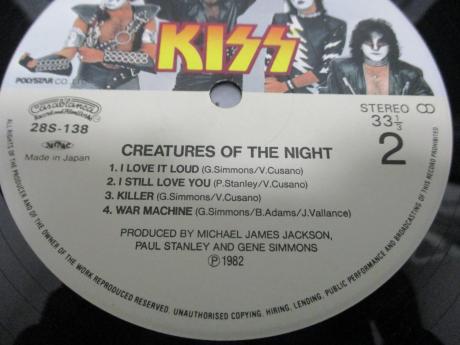 KISS
POLYSTAR CO.,
Casablanca
Record and FilmWorks
28S-138
Made in Japan
STEREO
33 1/3
2
CREATURES OF THE NIGHT
1. I LOVE IT LOUD (G.Simmons/V.Cusano)
2. I STILL LOVE YOU (P.Stanley/V.Cusano)
3. KILLER (G.Simmons/V.Cusano)
4. WAR MACHINE (G.Simmons/B.Adams/J.Vallance)
PRODUCED BY MICHAEL JAMES JACKSON,
PAUL STANLEY AND GENE SIMMONS
Ⓟ 1982
ALL RIGHTS OF THE PRODUCER AND OF THE OWNER OF THE WORK REPRODUCED RESERVED. UNAUTHORISED COPYING. HIRING, LENDING, PUBLIC PERFORMANCE AND BROADCASTING OF THIS RECORD PROHIBITED